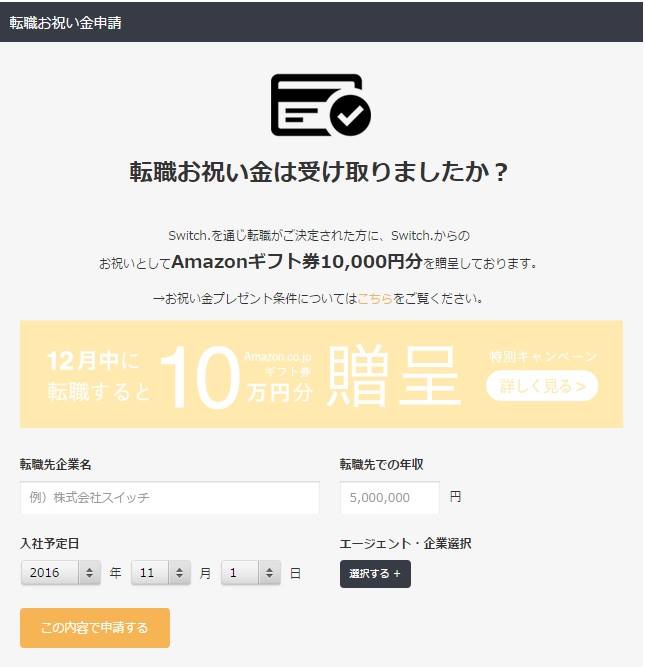 転職お祝い金申請
転職お祝い金は受け取りましたか？
Switch.を通じ転職がご決定された方に、Switch.からの
お祝いとしてAmazonギフト券10,000円分を贈呈しております。
→お祝い金プレゼント条件についてはこちらをご覧ください。
12月中に
転職すると
10
Amazon.co.jp
ギフト券
万円分
贈呈
特別キャンペーン
詳しく見る >
転職先企業名
転職先での年収
例）株式会社スイッチ
5,000,000 円
入社予定日
エージェント・企業選択
2016 年 11 月 1 日
選択する +
この内容で申請する